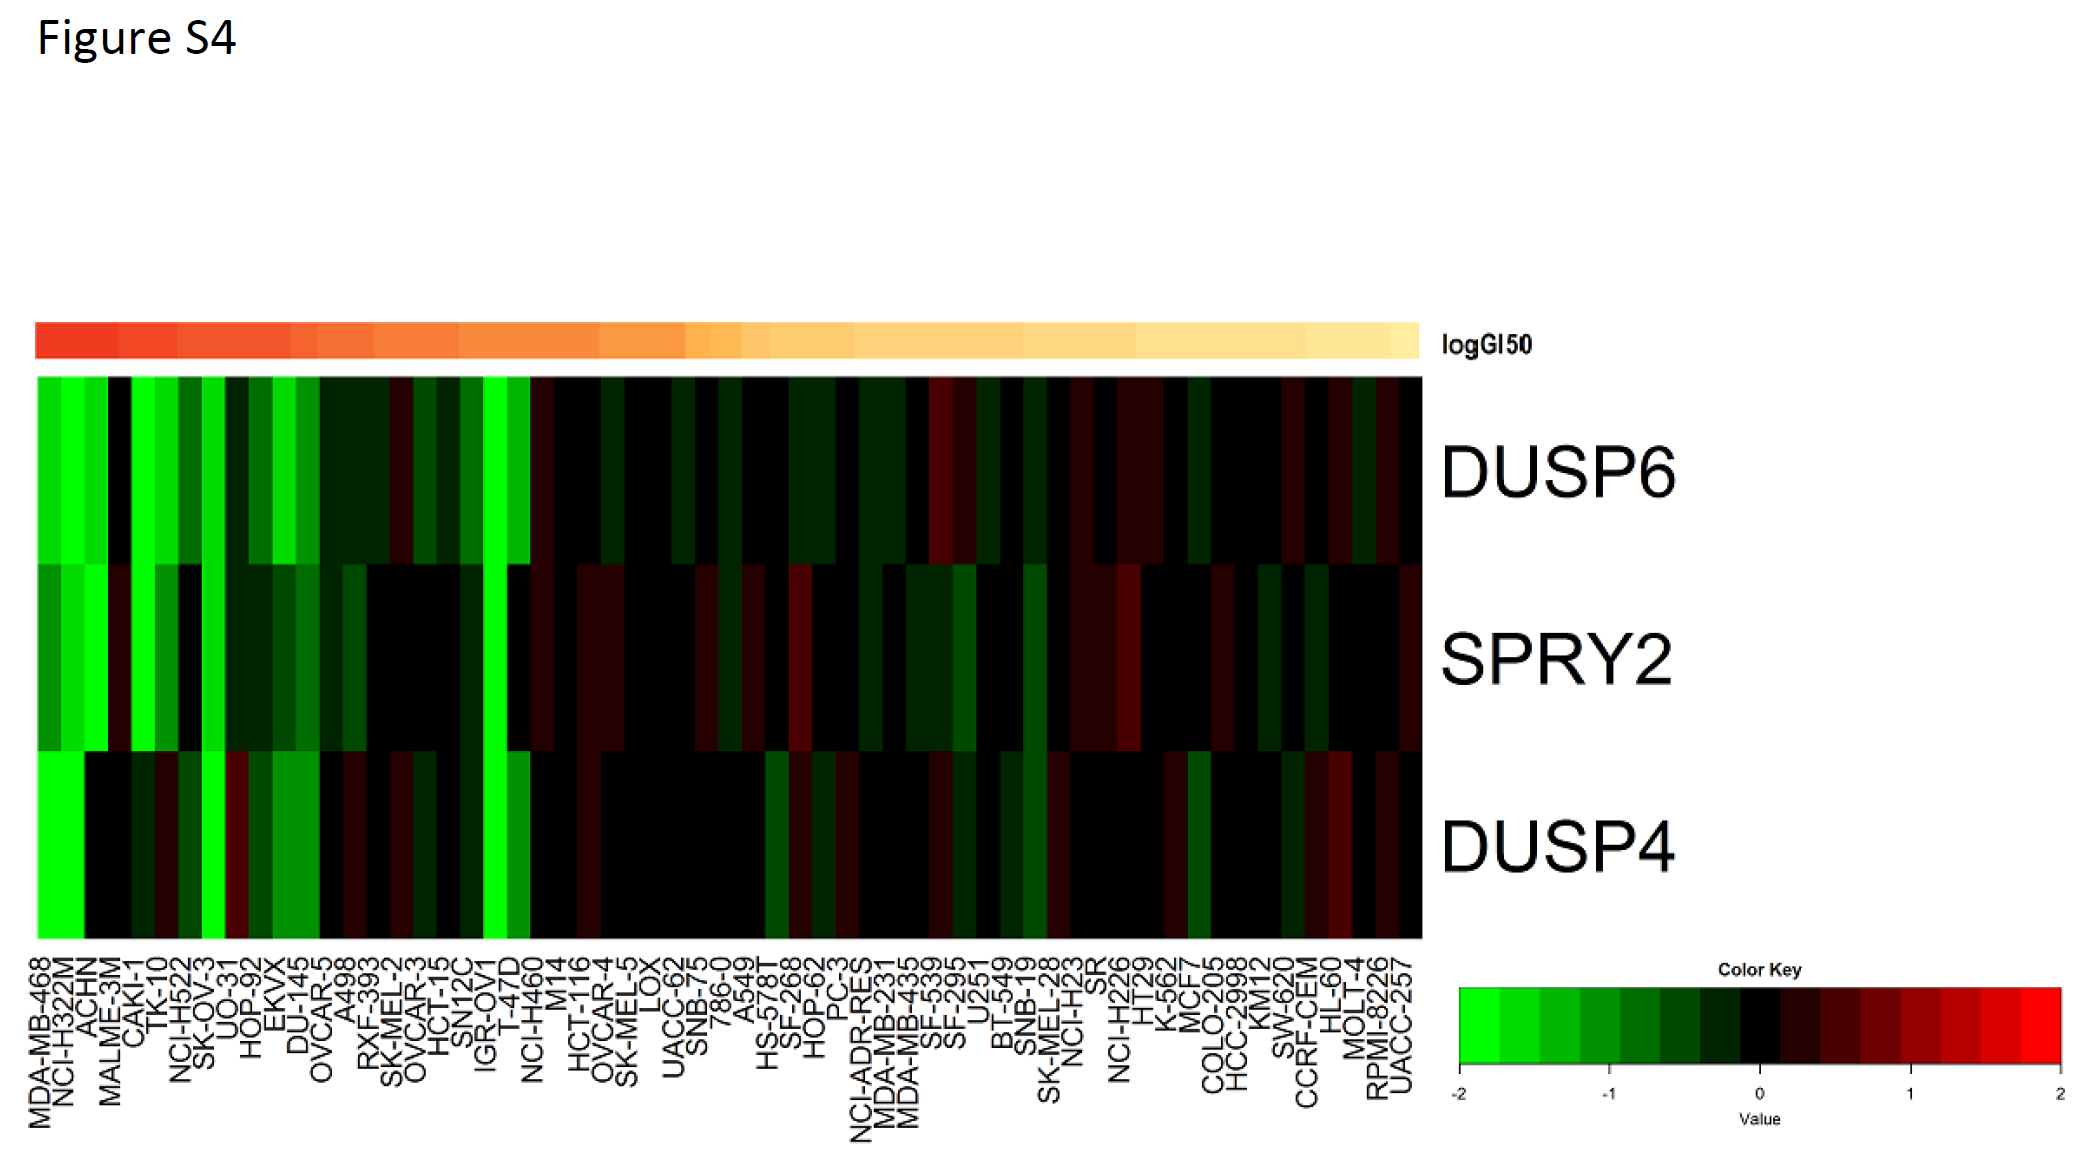 Figure S4
logGI50
DUSP6
SPRY2
DUSP4
MDA-MB-468
NCI-H322M
ACHN
MALME-3M
CAKI-1
TK-10
NCI-H522
SK-OV-3
UO-31
HOP-92
EKVX
DU-145
OVCAR-5
A498
RXF-393
SK-MEL-2
OVCAR-3
HCT-15
SN12C
IGR-OV1
T-47D
NCI-H460
M14
HCT-116
OVCAR-4
SK-MEL-5
LOX
UACC-62
SNB-75
786-0
A549
HS-578T
SF-268
HOP-62
PC-3
NCI-ADR-RES
MDA-MB-231
MDA-MB-435
SF-539
SF-295
U251
BT-549
SNB-19
SK-MEL-28
NCI-H23
SR
NCI-H226
HT29
K-562
MCF7
COLO-205
HCC-2998
KM12
SW-620
CCRF-CEM
HL-60
MOLT-4
RPMI-8226
UACC-257
Color Key
-2 -1 0 1 2
Value